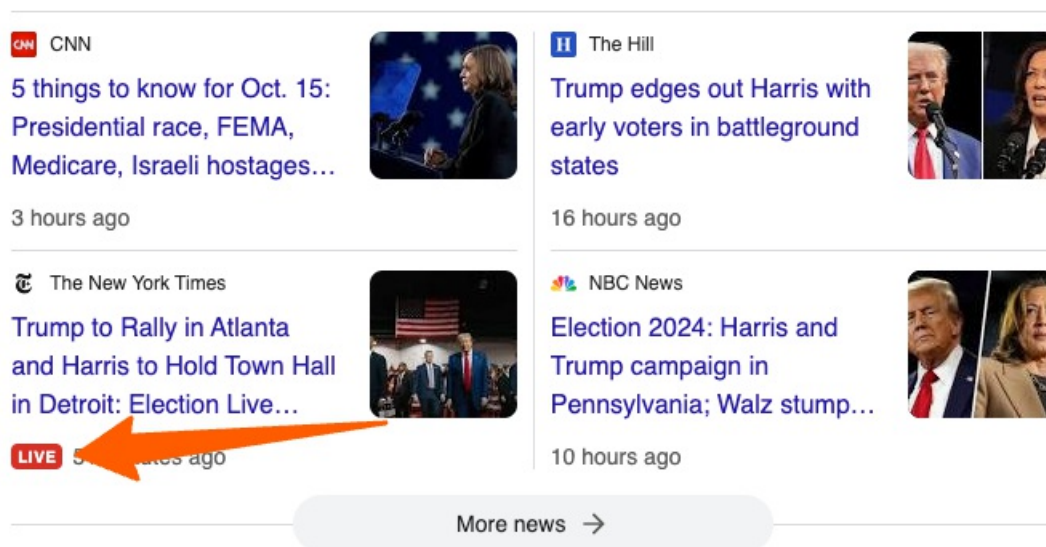 CNN
5 things to know for Oct. 15:
Presidential race, FEMA,
Medicare, Israeli hostages...
3 hours ago
The Hill
Trump edges out Harris with
early voters in battleground
states
16 hours ago
The New York Times
Trump to Rally in Atlanta
and Harris to Hold Town Hall
in Detroit: Election Live...
LIVE ago
NBC News
Election 2024: Harris and
Trump campaign in
Pennsylvania; Walz stump...
10 hours ago
More news →